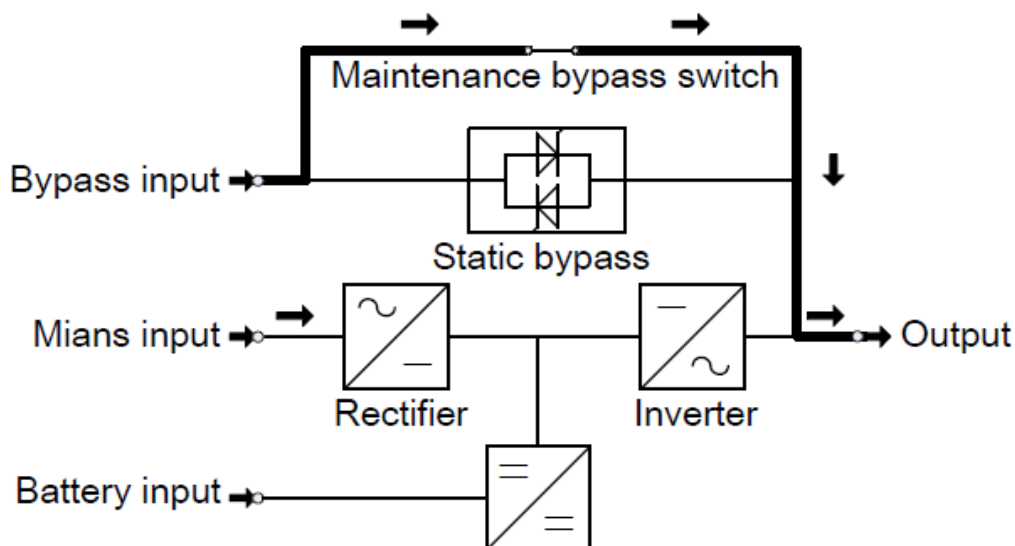 Maintenance bypass switch
Bypass input
Static bypass
Mians input
Output
Rectifier
Inverter
Battery input